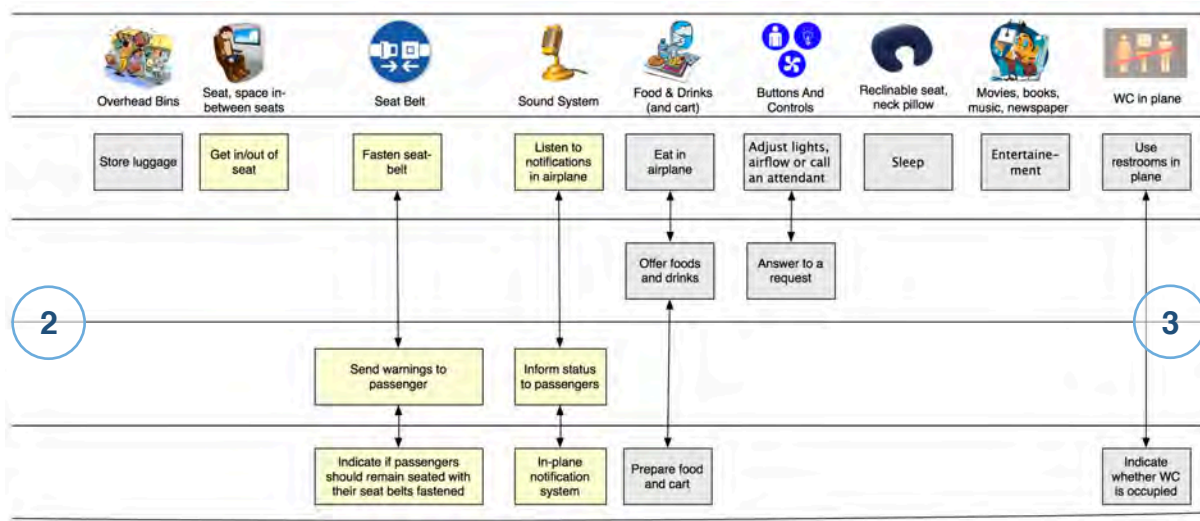 Overhead Bins
Seat, space in-
between seats
Seat Belt
Sound System
Food & Drinks
(and cart)
Buttons And
Controls
Reclinable seat,
neck pillow
Movies, books,
music, newspaper
WC in plane
Store luggage
Get in/out of
seat
Fasten seat-
belt
Listen to
notifications
in airplane
Eat in
airplane
Adjust lights,
airflow or call
an attendant
Sleep
Entertaine-
ment
Use
restrooms in
plane
Offer foods
and drinks
Answer to a
request
2
3
Send warnings to
passenger
Inform status
to passengers
Indicate if passengers
should remain seated with
their seat belts fastened
In-plane
notification
system
Prepare food
and cart
Indicate
whether WC
is occupied